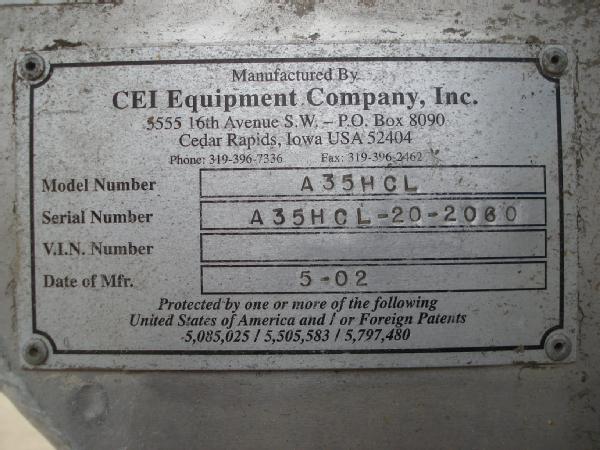 Manufactured By
CEI Equipment Company, Inc.
5555 16th Avenue S.W. – P.O. Box 8090
Cedar Rapids, Iowa USA 52404
Phone: 319-396-7336 Fax: 319-396-2462
Model Number A35HCL
Serial Number A35HCL-20-2060
V.I.N. Number
Date of Mfr. 5-02
Protected by one or more of the following
United States of America and / or Foreign Patents
5,085,025 / 5,505,583 / 5,797,480